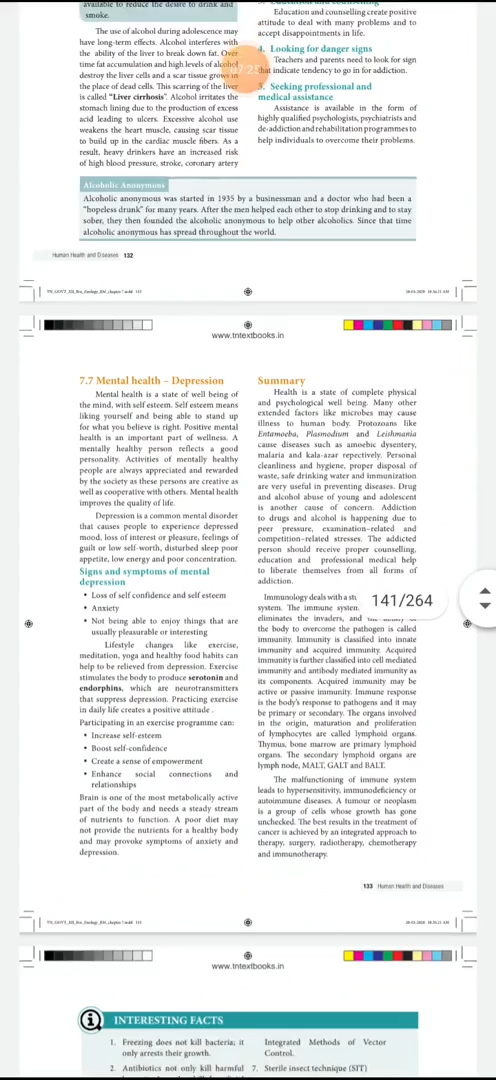 available to reduce the desire to drink and
smoke.
The use of alcohol during adolescence may
have long-term effects. Alcohol interferes with
the ability of the liver to break down fat. Over
time fat accumulation and high levels of alcohol
destroy the liver cells and a scar tissue grows in
the place of dead cells. This scarring of the liver
is called "Liver cirrhosis". Alcohol irritates the
stomach lining due to the production of excess
acid leading to ulcers. Excessive alcohol use
weakens the heart muscle, causing scar tissue
to build up in the cardiac muscle fibers. As a
result, heavy drinkers have an increased risk
of high blood pressure, stroke, coronary artery
Education and counselling create positive
attitude to deal with many problems and to
accept disappointments in life.
4. Looking for danger signs
Teachers and parents need to look for sign
that indicate tendency to go in for addiction.
5. Seeking professional and
medical assistance
Assistance is available in the form of
highly qualified psychologists, psychiatrists and
de-addiction and rehabilitation programmes to
help individuals to overcome their problems.
Alcoholic Anonymous
Alcoholic anonymous was started in 1935 by a businessman and a doctor who had been a
"hopeless drunk" for many years. After the men helped each other to stop drinking and to stay
sober, they then founded the alcoholic anonymous to help other alcoholics. Since that time
alcoholic anonymous has spread throughout the world.
Human Health and Diseases 132
www.tntextbooks.in
7.7 Mental health – Depression
Mental health is a state of well being of
the mind, with self esteem. Self esteem means
liking yourself and being able to stand up
for what you believe is right. Positive mental
health is an important part of wellness. A
mentally healthy person reflects a good
personality. Activities of mentally healthy
people are always appreciated and rewarded
by the society as these persons are creative as
well as cooperative with others. Mental health
improves the quality of life.
Depression is a common mental disorder
that causes people to experience depressed
mood, loss of interest or pleasure, feelings of
guilt or low self-worth, disturbed sleep poor
appetite, low energy and poor concentration.
Signs and symptoms of mental
depression
• Loss of self confidence and self esteem
• Anxiety
• Not being able to enjoy things that are
usually pleasurable or interesting
Lifestyle changes like exercise,
meditation, yoga and healthy food habits can
help to be relieved from depression. Exercise
stimulates the body to produce serotonin and
endorphins, which are neurotransmitters
that suppress depression. Practicing exercise
in daily life creates a positive attitude .
Participating in an exercise programme can:
• Increase self-esteem
• Boost self-confidence
• Create a sense of empowerment
• Enhance social connections and
relationships
Brain is one of the most metabolically active
part of the body and needs a steady stream
of nutrients to function. A poor diet may
not provide the nutrients for a healthy body
and may provoke symptoms of anxiety and
depression.
Summary
Health is a state of complete physical
and psychological well being. Many other
extended factors like microbes may cause
illness to human body. Protozoans like
Entamoeba, Plasmodium and Leishmania
cause diseases such as amoebic dysentery,
malaria and kala-azar repectively. Personal
cleanliness and hygiene, proper disposal of
waste, safe drinking water and immunization
are very useful in preventing diseases. Drug
and alcohol abuse of young and adolescent
is another cause of concern. Addiction
to drugs and alcohol is happening due to
peer pressure, examination-related and
competition-related stresses. The addicted
person should receive proper counselling,
education and professional medical help
to liberate themselves from all forms of
addiction.
Immunology deals with a
system. The immune system
eliminates the invaders, and
the body to overcome the pathogen is called
immunity. Immunity is classified into innate
immunity and acquired immunity. Acquired
immunity is further classified into cell mediated
immunity and antibody mediated immunity as
its components. Acquired immunity may be
active or passive immunity. Immune response
is the body's response to pathogens and it may
be primary or secondary. The organs involved
in the origin, maturation and proliferation
of lymphocytes are called lymphoid organs.
Thymus, bone marrow are primary lymphoid
organs. The secondary lymphoid organs are
lymph node, MALT, GALT and BALT.
The malfunctioning of immune system
leads to hypersensitivity, immunodeficiency or
autoimmune diseases. A tumour or neoplasm
is a group of cells whose growth has gone
unchecked. The best results in the treatment of
cancer is achieved by an integrated approach to
therapy, surgery, radiotherapy, chemotherapy
and immunotherapy.
141/264
133 Human Health and Diseases
www.tntextbooks.in
INTERESTING FACTS
1. Freezing does not kill bacteria; it
only arrests their growth.
2. Antibiotics not only kill harmful
Integrated Methods of Vector
Control.
7. Sterile insect technique (SIT)